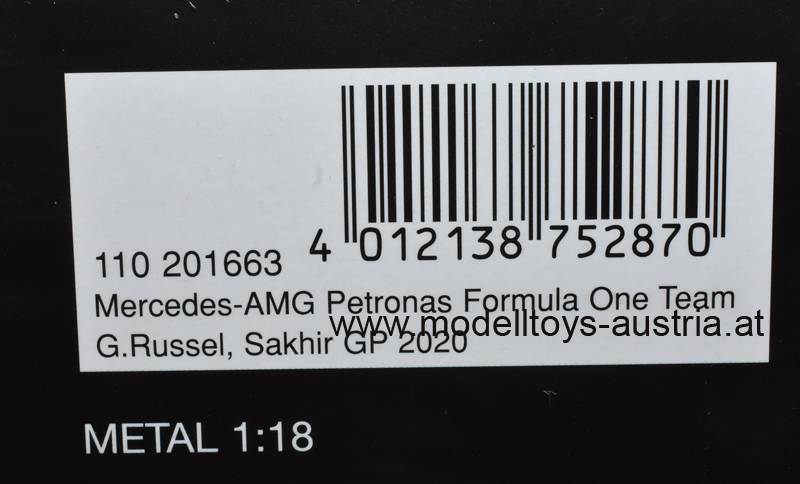 4 012138 752870
110 201663
Mercedes-AMG Petronas Formula One Team
www.modelltoys-austria.at
G.Russel, Sakhir GP 2020
METAL 1:18